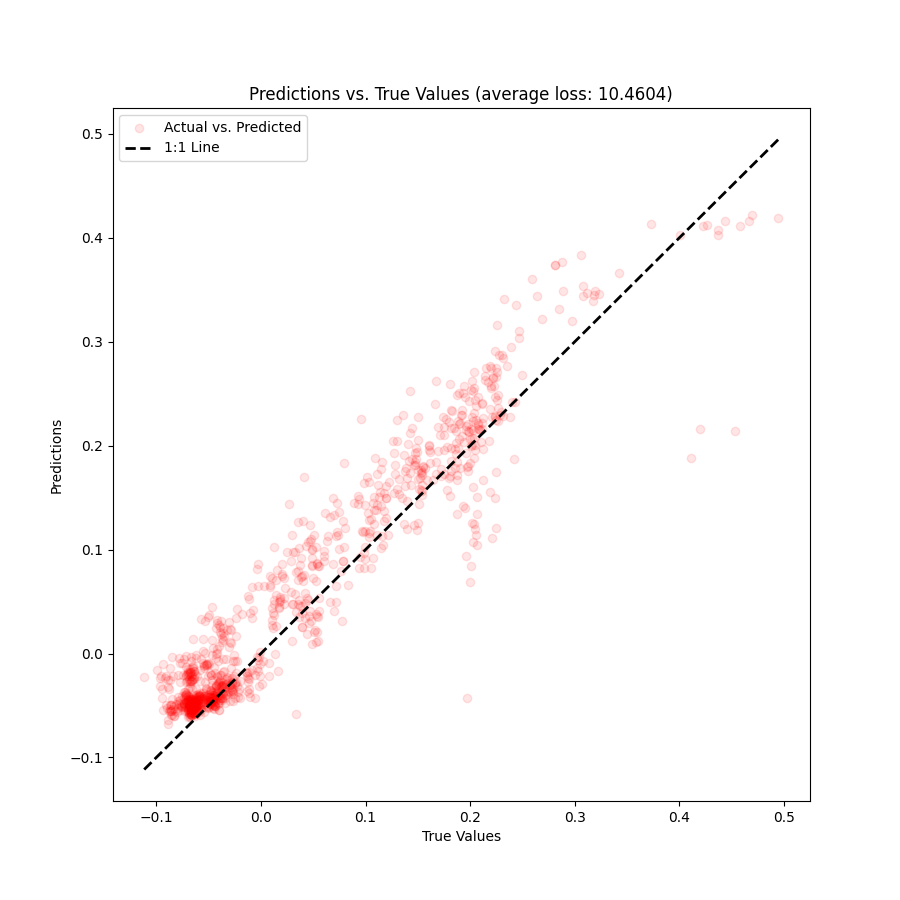 Predictions vs. True Values (average loss: 10.4604)
Actual vs. Predicted
1:1 Line
0.5
0.4
0.3
0.2
0.1
0.0
−0.1
Predictions
−0.1 0.0 0.1 0.2 0.3 0.4 0.5
True Values